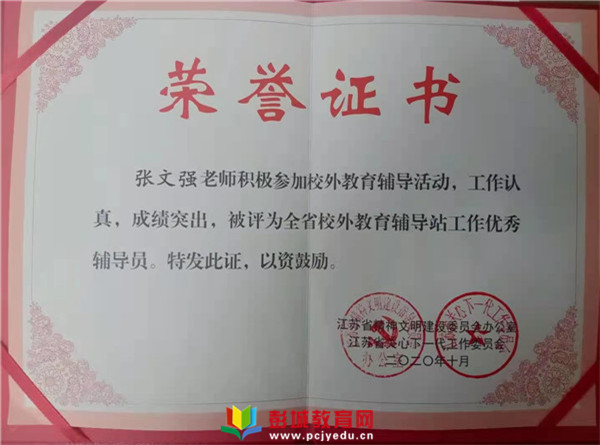 荣誉证书
张文强老师积极参加校外教育辅导活动，工作认
真，成绩突出，被评为全省校外教育辅导站工作优秀
辅导员。特发此证，以资鼓励。
江苏省精神文明建设委员会办公室
江苏省关心下一代工作委员会
办公室
二〇二〇年十月
彭城教育网
www.pcjyedu.cn